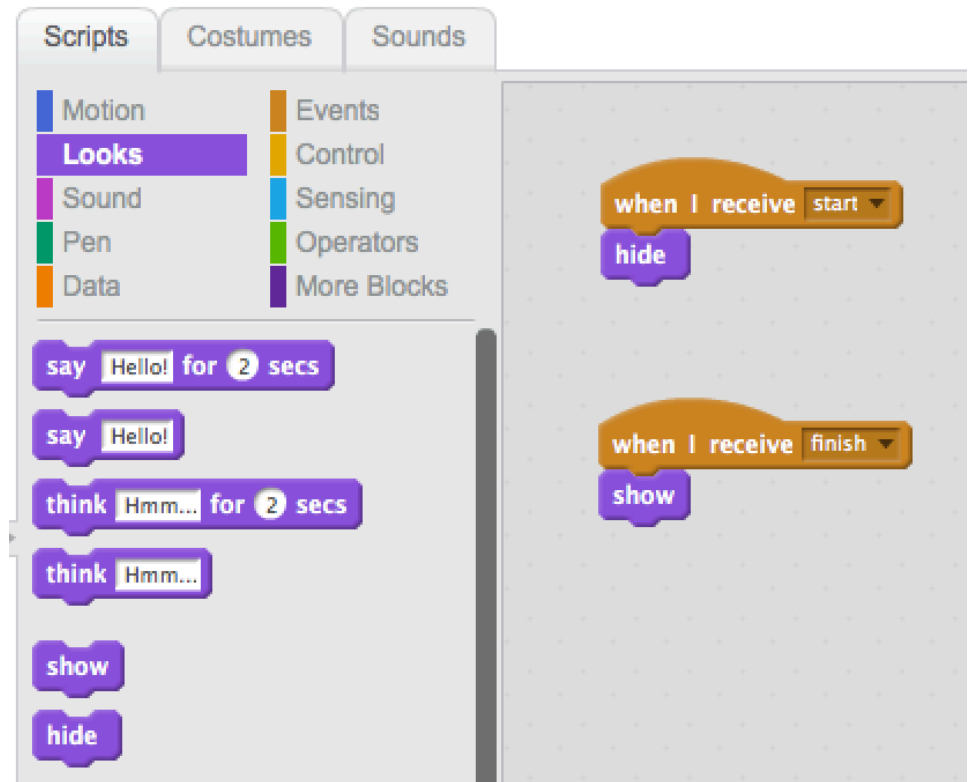 Scripts Costumes Sounds
Motion
Looks
Sound
Pen
Data
Events
Control
Sensing
Operators
More Blocks
say Hello! for 2 secs
say Hello!
think Hmm... for 2 secs
think Hmm...
show
hide
when I receive start
hide
when I receive finish
show